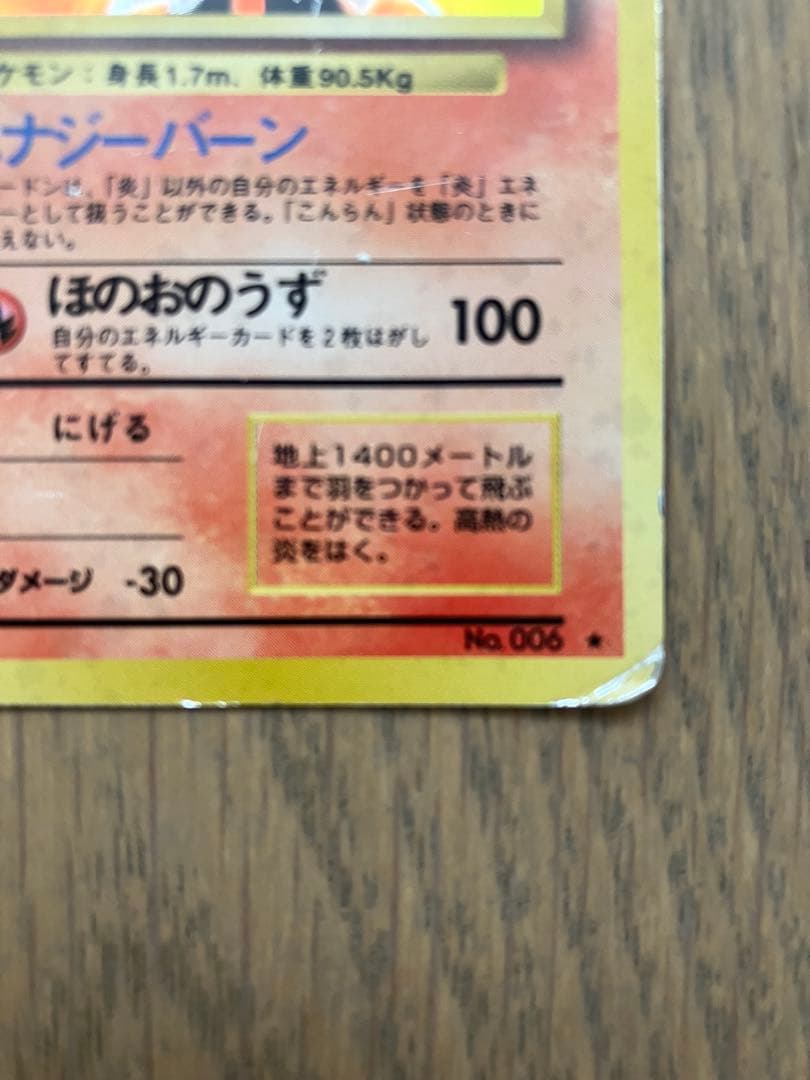 ケモン：身長1.7m、体重90.5Kg
ナジーバーン
ードンは、「炎」以外の自分のエネルギーを「炎」エネ
ーとして扱うことができる。「こんらん」状態のときに
えない。
ほのおのうず 100
自分のエネルギーカードを2枚はがし
てすてる。
にげる
地上1400メートル
まで羽をつかって飛ぶ
ことができる。高熱の
炎をはく。
ダメージ -30
No. 006 ★